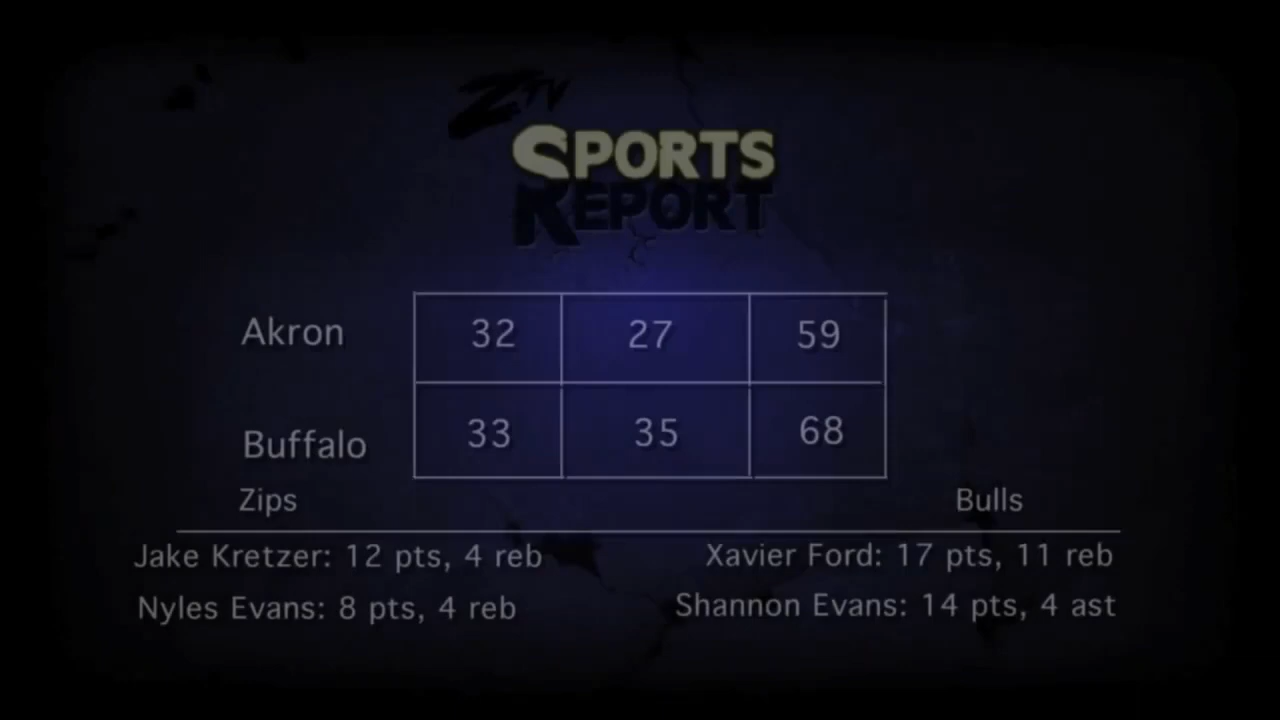 ZTV
SPORTS
REPORT
Akron 32 27 59
Buffalo 33 35 68
Zips Bulls
Jake Kretzer: 12 pts, 4 reb Xavier Ford: 17 pts, 11 reb
Nyles Evans: 8 pts, 4 reb Shannon Evans: 14 pts, 4 ast